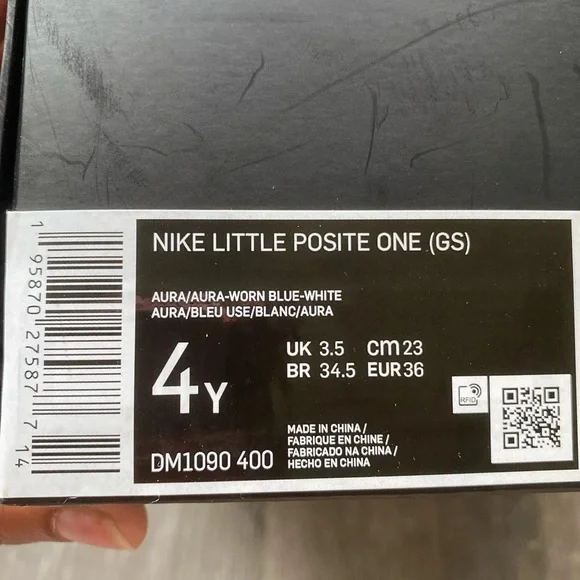 NIKE LITTLE POSITE ONE (GS)
AURA/AURA-WORN BLUE-WHITE
AURA/BLEU USE/BLANC/AURA
4Y
UK 3.5 cm 23
BR 34.5 EUR 36
DM1090 400
MADE IN CHINA /
FABRIQUE EN CHINE /
FABRICADO NA CHINA /
HECHO EN CHINA
RFID
1 95870 27587 7 14